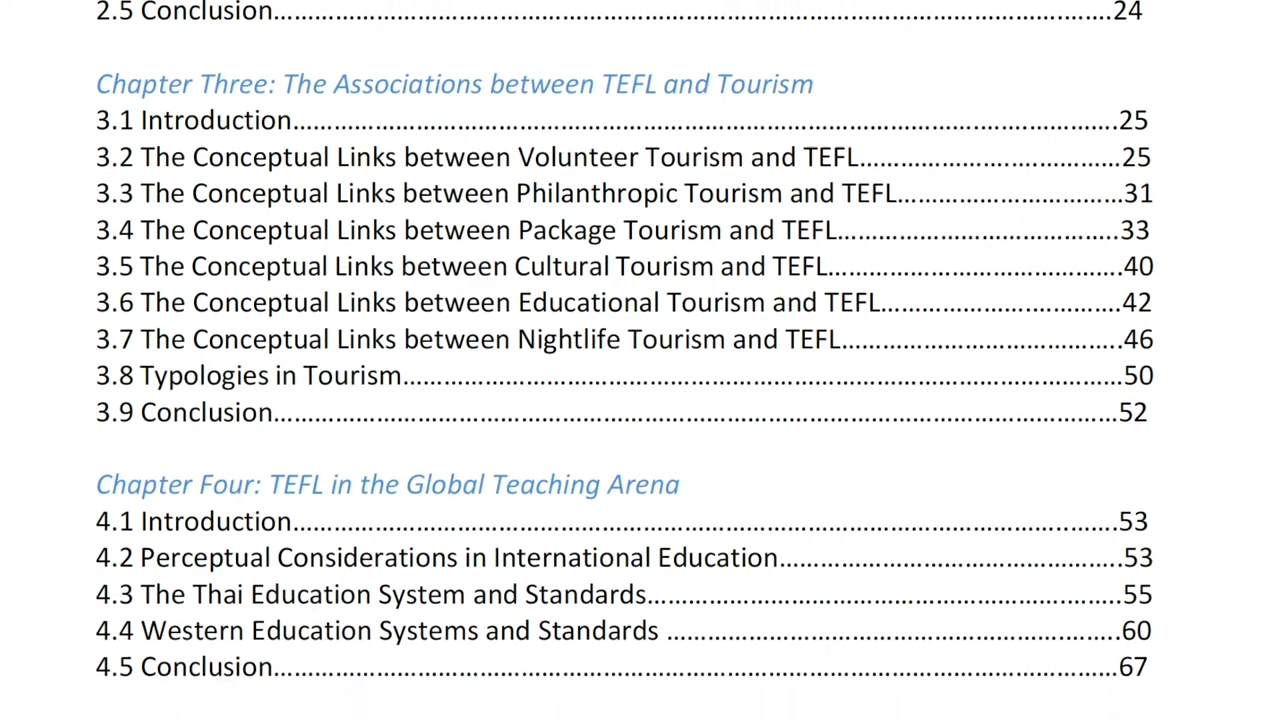 2.5 Conclusion……………………………………………………………………………………………………………….24
Chapter Three: The Associations between TEFL and Tourism
3.1 Introduction……………………………………………………………………………………………………………..25
3.2 The Conceptual Links between Volunteer Tourism and TEFL…………………………………..25
3.3 The Conceptual Links between Philanthropic Tourism and TEFL………………………………31
3.4 The Conceptual Links between Package Tourism and TEFL……………………………………..33
3.5 The Conceptual Links between Cultural Tourism and TEFL……………………………………….40
3.6 The Conceptual Links between Educational Tourism and TEFL…………………………………42
3.7 The Conceptual Links between Nightlife Tourism and TEFL……………………………………..46
3.8 Typologies in Tourism……………………………………………………………………………………………….50
3.9 Conclusion………………………………………………………………………………………………………………..52
Chapter Four: TEFL in the Global Teaching Arena
4.1 Introduction……………………………………………………………………………………………………………..53
4.2 Perceptual Considerations in International Education……………………………………………..53
4.3 The Thai Education System and Standards……………………………………………………………….55
4.4 Western Education Systems and Standards …………………………………………………………….60
4.5 Conclusion………………………………………………………………………………………………………………..67